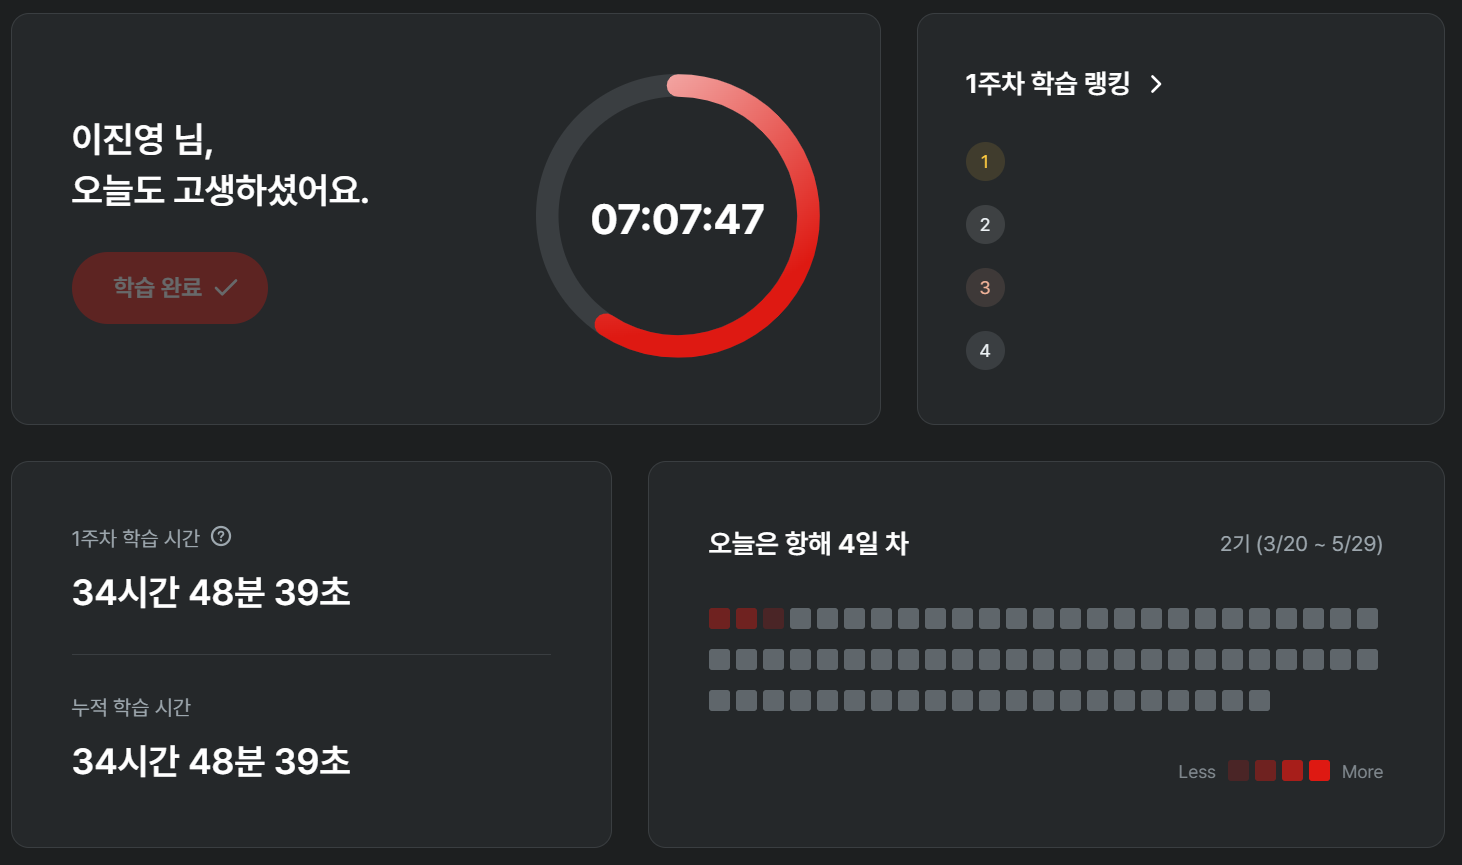 이진영 님,
오늘도 고생하셨어요.
학습 완료
07:07:47
1주차 학습 랭킹
1
2
3
4
1주차 학습 시간 ?
34시간 48분 39초
누적 학습 시간
34시간 48분 39초
오늘은 항해 4일 차
2기 (3/20 ~ 5/29)
Less
More